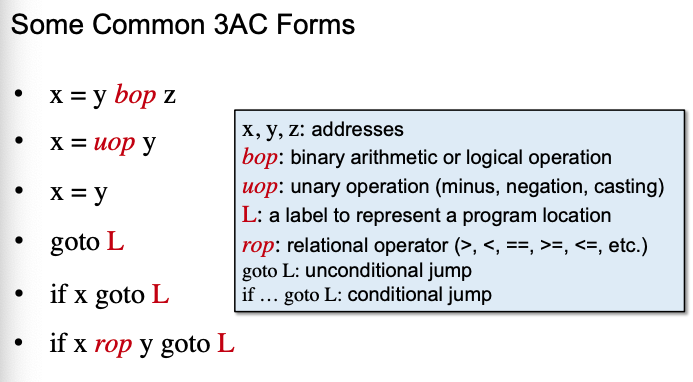 Some Common 3AC Forms
• x = y bop z
• x = uop y
• x = y
• goto L
• if x goto L
• if x rop y goto L
x, y, z: addresses
bop: binary arithmetic or logical operation
uop: unary operation (minus, negation, casting)
L: a label to represent a program location
rop: relational operator (>, <, ==, >=, <=, etc.)
goto L: unconditional jump
if … goto L: conditional jump